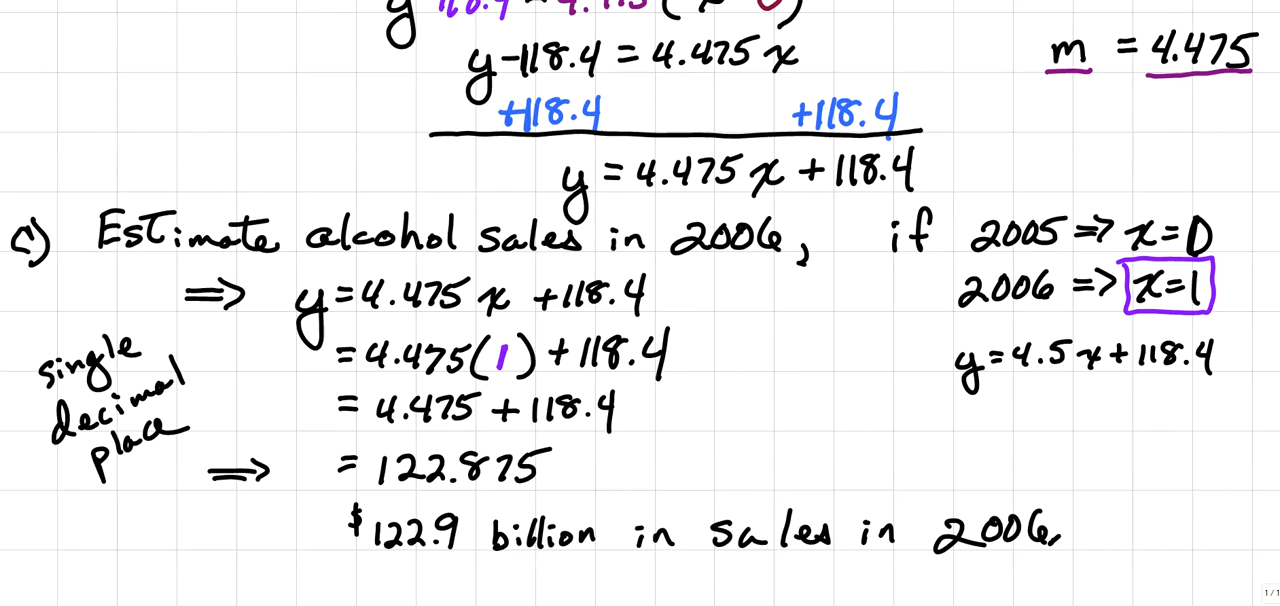 y - 118.4 = 4.475x
m = 4.475
+118.4 +118.4
y = 4.475x + 118.4
c) Estimate alcohol sales in 2006, if 2005 => x=0
2006 => x=1
=> y = 4.475x + 118.4
= 4.475(1) + 118.4
y = 4.5x + 118.4
single
decimal
place
= 4.475 + 118.4
=> = 122.875
$122.9 billion in sales in 2006.
1/1